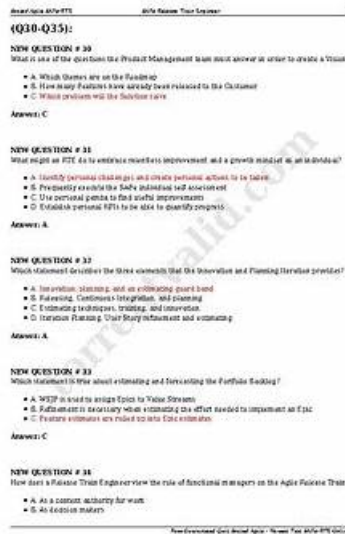 (Q30-Q35):
NEW QUESTION # 30
What is one of the questions the Product Management team must answer in order to create a Vision
A. Which themes are on the Roadmap
B. How many Features have already been released to the Customer
C. Which problem will the Solution solve
Answer: C
NEW QUESTION # 31
What might an RTE do to embrace relentless improvement and a growth mindset as an individual?
A. Identify personal challenges and create personal actions to be taken
B. Frequently execute the SAFe individual self assessment
C. Use personal gemba to find useful improvements
D. Establish personal KPIs to be able to quantify progress
Answer: A
NEW QUESTION # 32
Which statement describes the three elements that the Innovation and Planning Iteration provides?
A. Innovation, planning, and an estimating guard band
B. Releasing, Continuous Integration, and planning
C. Estimating techniques, training, and innovation
D. Iteration Planning, User Story refinement and estimating
Answer: A
NEW QUESTION # 33
Which statement is true about estimating and forecasting the Portfolio Backlog?
A. WSJF is used to assign Epics to Value Streams
B. Refinement is necessary when estimating the effort needed to implement an Epic
C. Feature estimates are rolled up into Epic estimates
Answer: C
NEW QUESTION # 34
How does a Release Train Engineer view the role of functional managers on the Agile Release Train
A. As a content authority for work
B. As decision makers